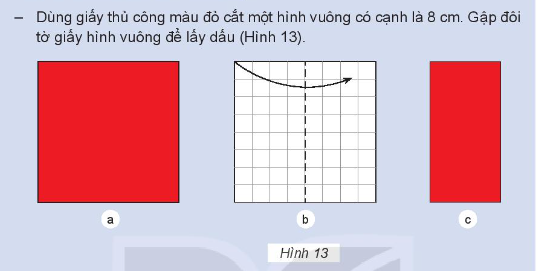 – Dùng giấy thủ công màu đỏ cắt một hình vuông có cạnh là 8 cm. Gập đôi
tờ giấy hình vuông để lấy dấu (Hình 13).
a b c
Hình 13